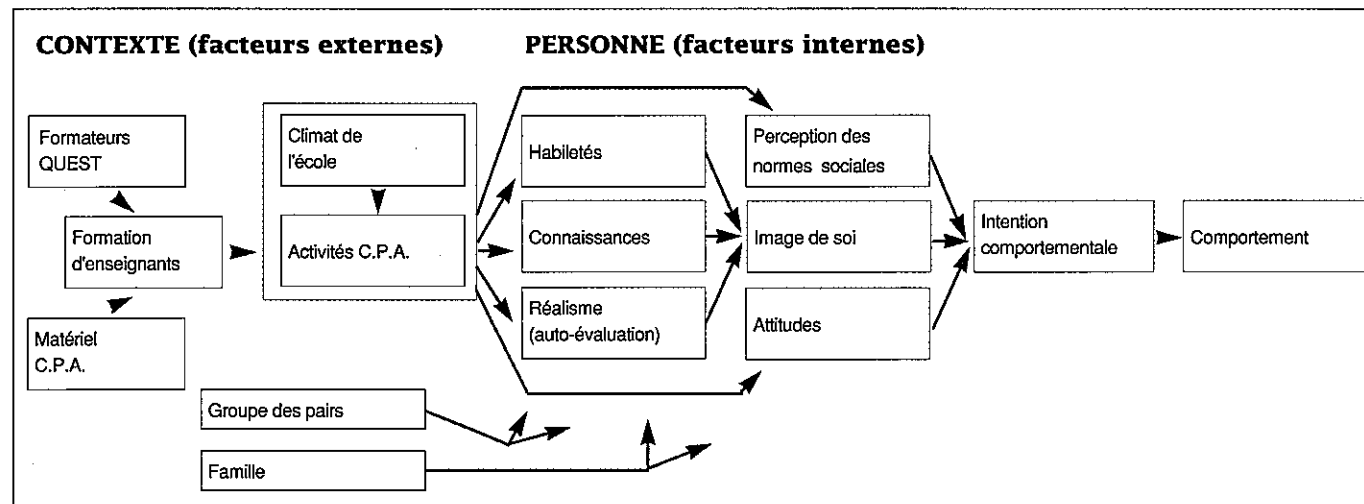 CONTEXTE (facteurs externes)
PERSONNE (facteurs internes)
Formateurs
QUEST
Formation
d'enseignants
Matériel
C.P.A.
Climat de
l'école
Activités C.P.A.
Habiletés
Connaissances
Réalisme
(auto-évaluation)
Perception des
normes sociales
Image de soi
Attitudes
Intention
comportementale
Comportement
Groupe des pairs
Famille